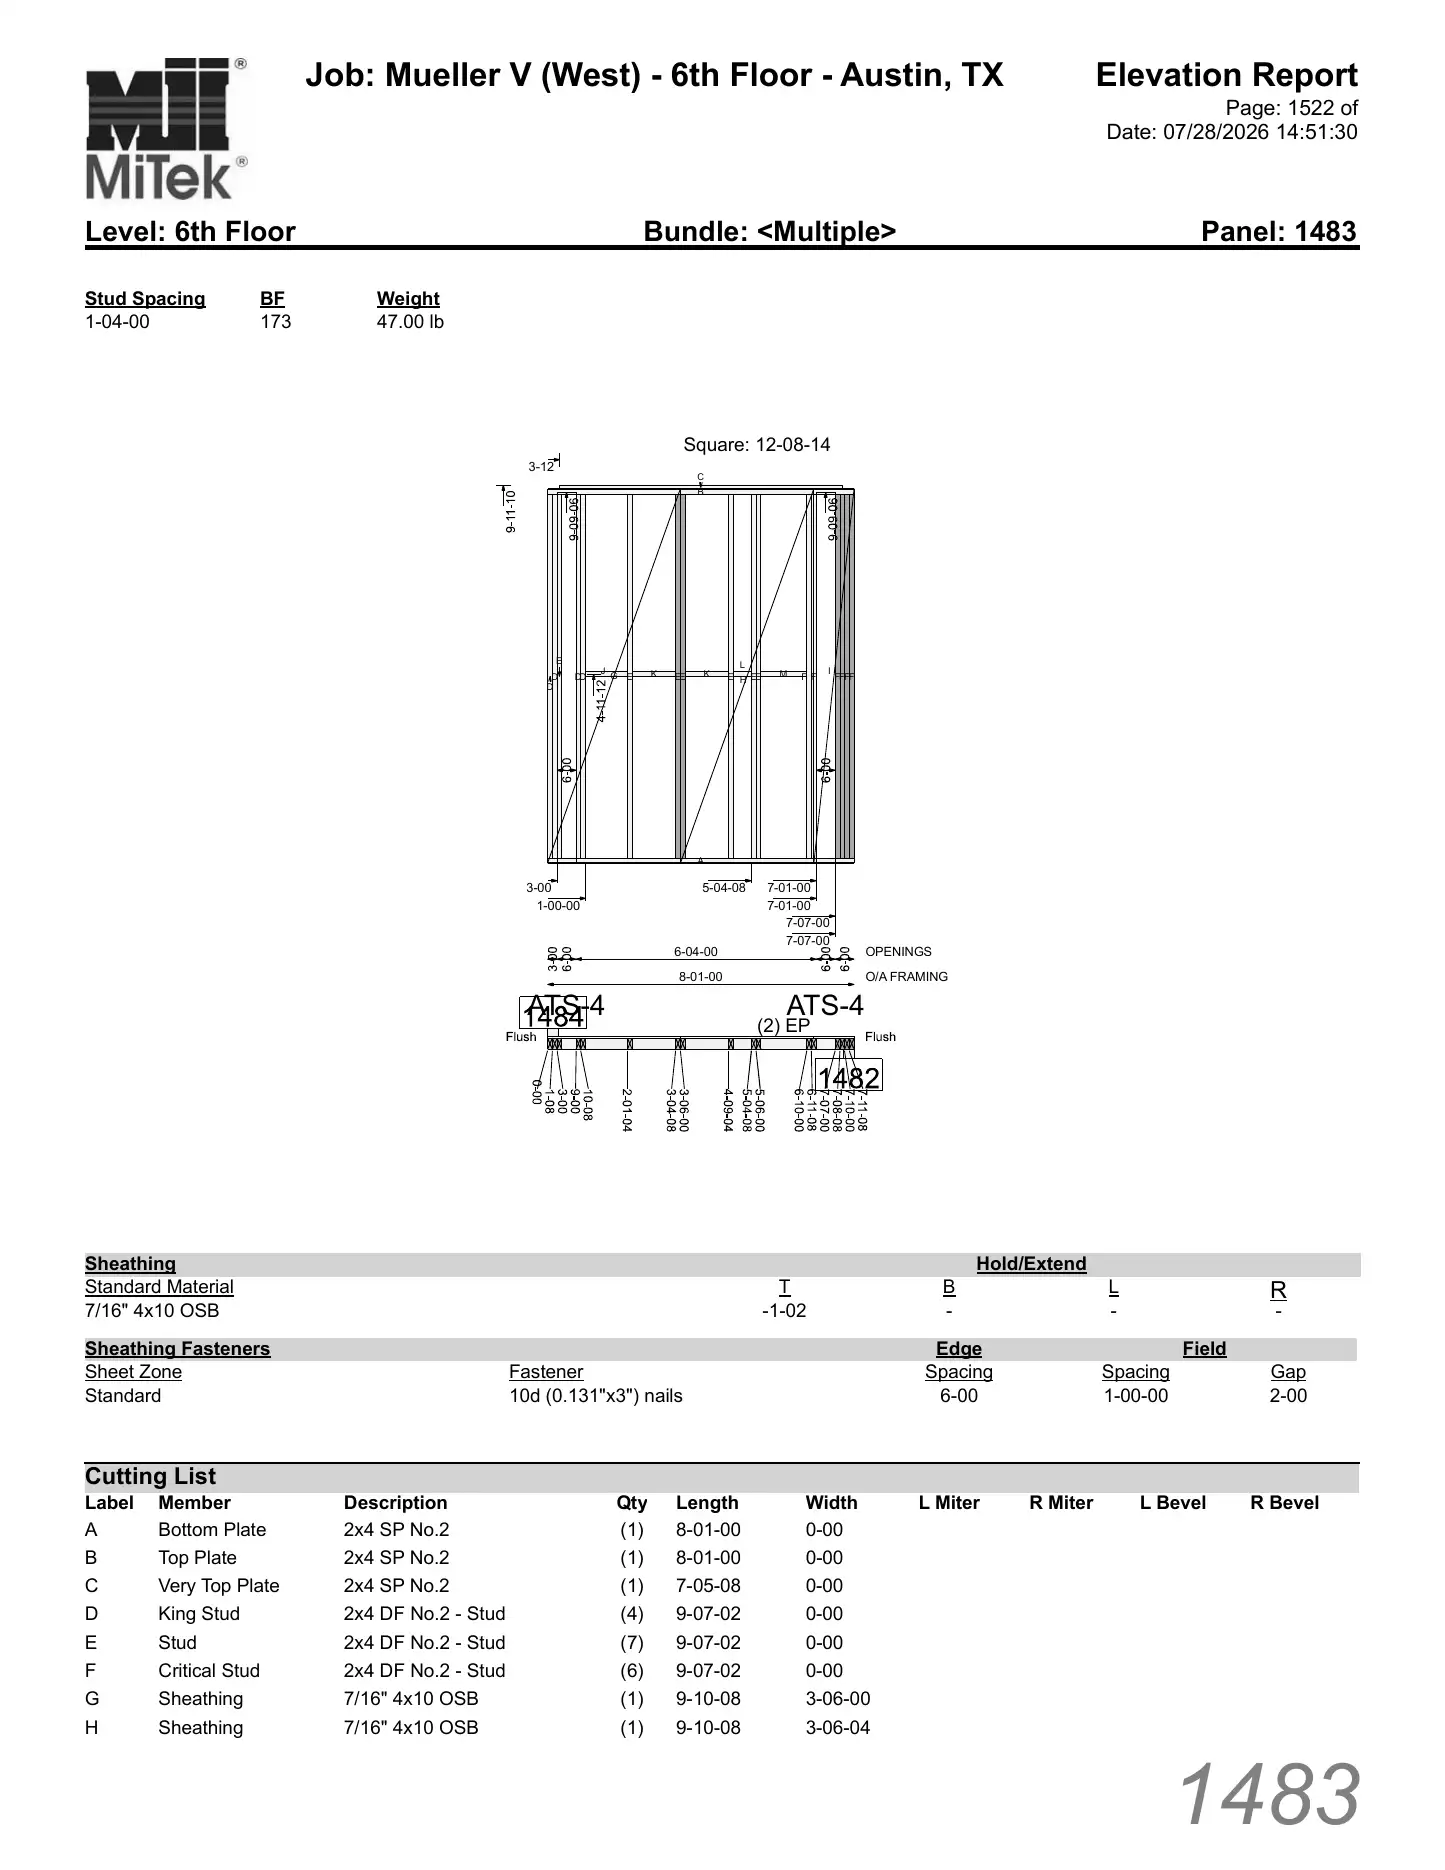 Job: Mueller V (West) - 6th Floor - Austin, TX
Elevation Report
Page: 1522 of
Date: 07/28/2026 14:51:30
MiTek
Level: 6th Floor Bundle: <Multiple> Panel: 1483
Stud Spacing BF Weight
1-04-00 173 47.00 lb
Square: 12-08-14
3-12
C
B
9-11-10
9-09-06
9-09-06
E
J
K
K
L
H
M
I
D
D
G
F
F
4-11-12
6-00
6-00
A
3-00
5-04-08
7-01-00
1-00-00
7-01-00
7-07-00
7-07-00
3-00
6-00
6-04-00
6-00
6-00
OPENINGS
8-01-00
O/A FRAMING
ATS-4
ATS-4
1484
(2) EP
Flush
Flush
1482
0-00
1-08
3-00
9-00
10-08
2-01-04
3-04-08
3-06-00
4-09-04
5-04-08
5-06-00
6-10-00
6-11-08
7-07-00
7-08-08
7-10-00
7-11-08
Sheathing Hold/Extend
Standard Material T B L R
7/16" 4x10 OSB -1-02 - - -
Sheathing Fasteners Edge Field
Sheet Zone Fastener Spacing Spacing Gap
Standard 10d (0.131"x3") nails 6-00 1-00-00 2-00
Cutting List
Label Member Description Qty Length Width L Miter R Miter L Bevel R Bevel
A Bottom Plate 2x4 SP No.2 (1) 8-01-00 0-00
B Top Plate 2x4 SP No.2 (1) 8-01-00 0-00
C Very Top Plate 2x4 SP No.2 (1) 7-05-08 0-00
D King Stud 2x4 DF No.2 - Stud (4) 9-07-02 0-00
E Stud 2x4 DF No.2 - Stud (7) 9-07-02 0-00
F Critical Stud 2x4 DF No.2 - Stud (6) 9-07-02 0-00
G Sheathing 7/16" 4x10 OSB (1) 9-10-08 3-06-00
H Sheathing 7/16" 4x10 OSB (1) 9-10-08 3-06-04
1483